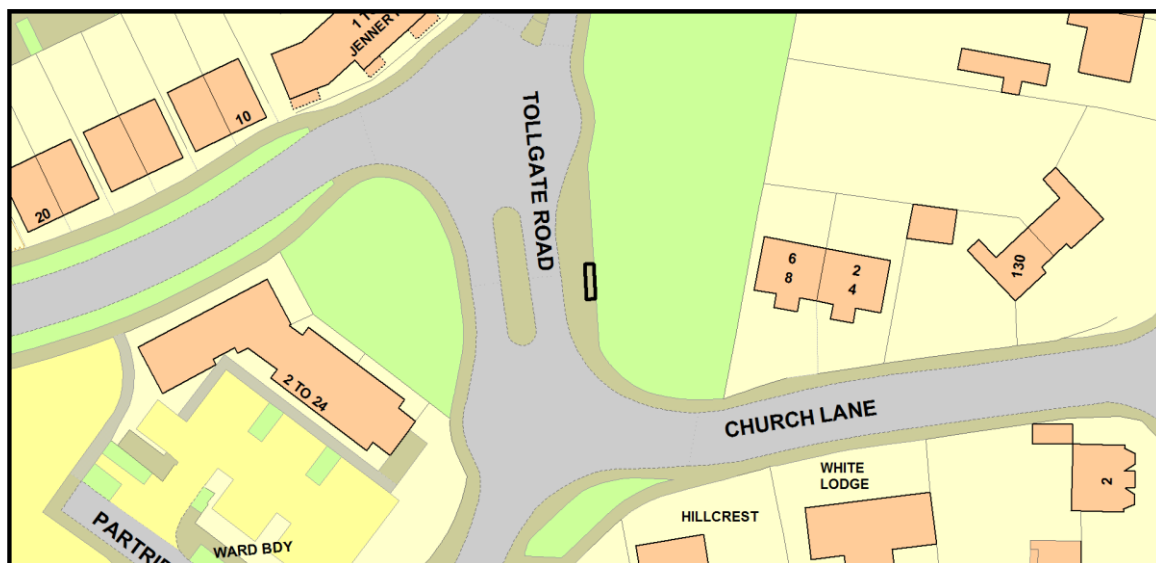 1 TO
JENNER
10
20
TOLLGATE ROAD
6
8
2
4
130
2 TO 24
CHURCH LANE
WHITE
LODGE
HILLCREST
2
WARD BDY